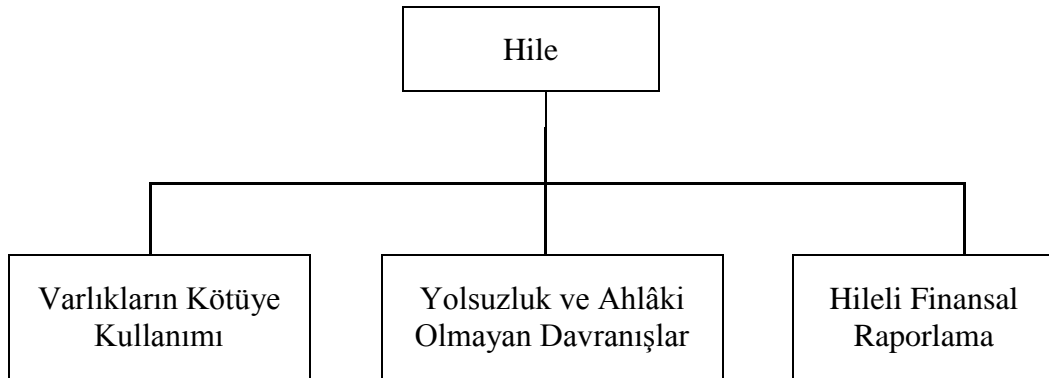 Hile
Varlıkların Kötüye
Kullanımı
Yolsuzluk ve Ahlâki
Olmayan Davranışlar
Hileli Finansal
Raporlama